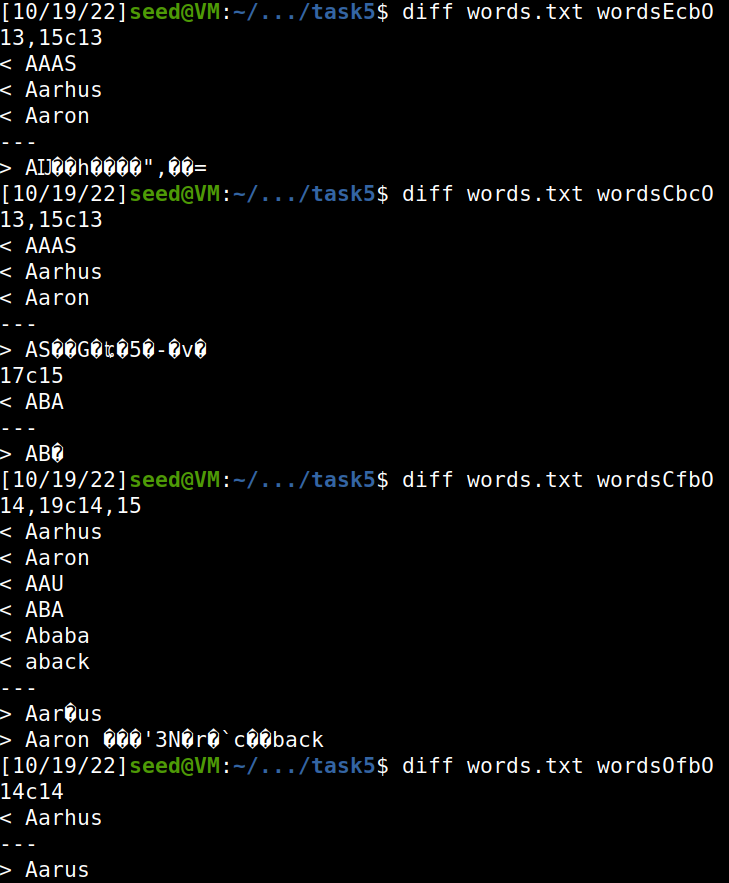 [10/19/22]seed@VM:~/.../task5$ diff words.txt wordsEcbO
13,15c13
< AAAS
< Aarhus
< Aaron
---
> AĲ��h����",��=
[10/19/22]seed@VM:~/.../task5$ diff words.txt wordsCbcO
13,15c13
< AAAS
< Aarhus
< Aaron
---
> AS��G��5�-�v�
17c15
< ABA
---
> AB�
[10/19/22]seed@VM:~/.../task5$ diff words.txt wordsCfbO
14,19c14,15
< Aarhus
< Aaron
< AAU
< ABA
< Ababa
< aback
---
> Aar�us
> Aaron ���'3N�r�`c��back
[10/19/22]seed@VM:~/.../task5$ diff words.txt wordsOfbO
14c14
< Aarhus
---
> Aarus